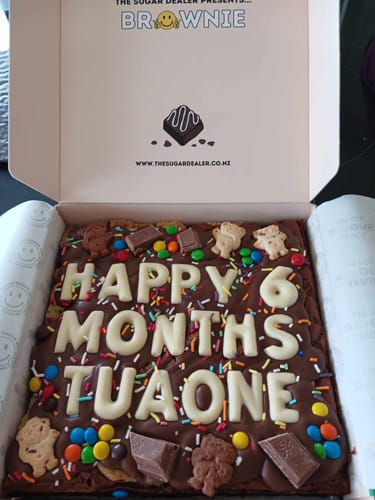 THE SUGAR DEALER PRESENTS...
BROWNIE
WWW.THESUGARDEALER.CO.NZ
HAPPY 6
MONTHS
TUAONE